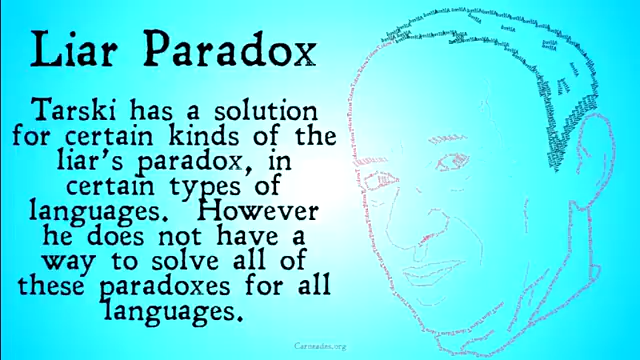 Liar Paradox
Tarski has a solution
for certain kinds of the
liar's paradox, in
certain types of
languages. However
he does not have a
way to solve all of
these paradoxes for all
languages.
Carneades.org